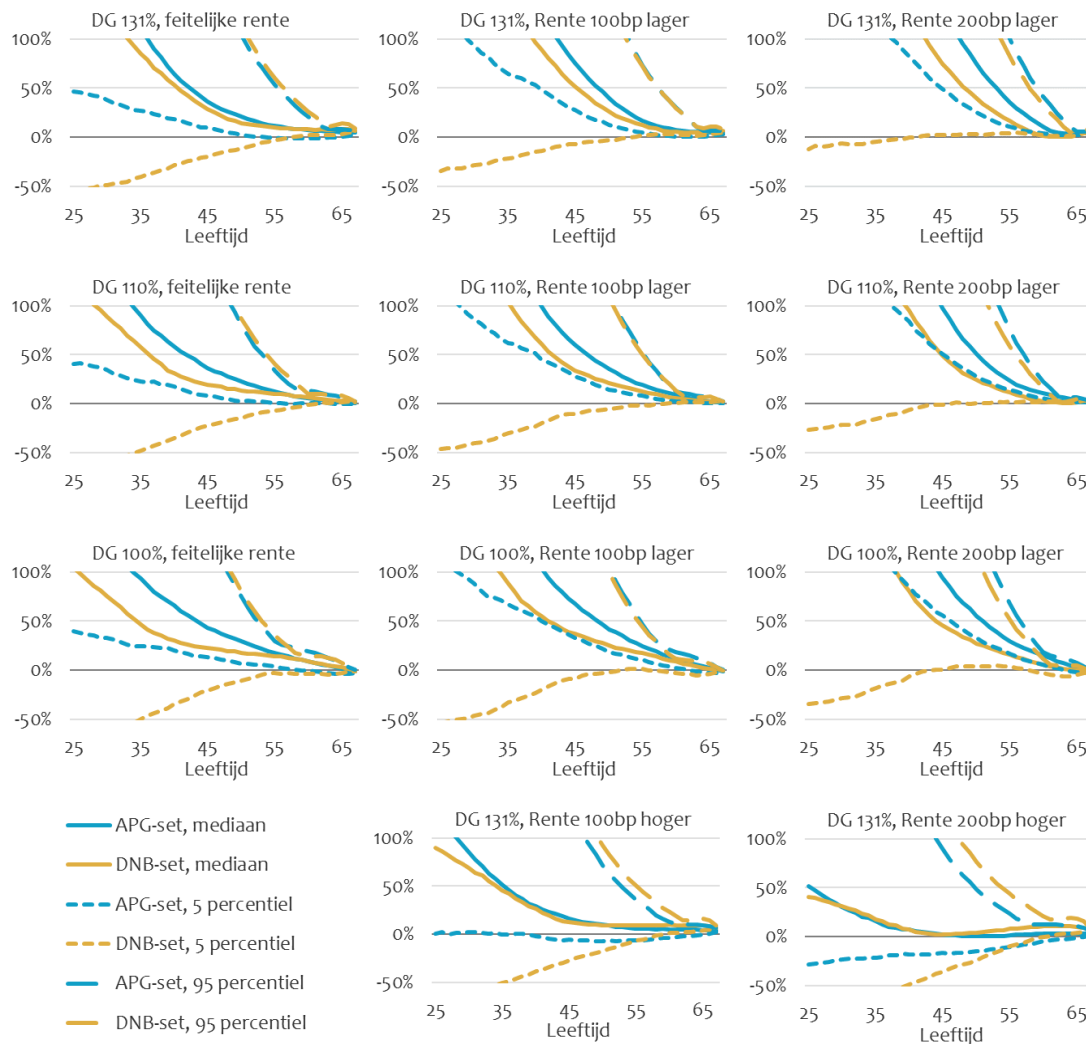 DG 131%, feitelijke rente
100%
50%
0%
-50%
25 35 45 55 65
Leeftijd
DG 131%, Rente 100bp lager
100%
50%
0%
-50%
25 35 45 55 65
Leeftijd
DG 131%, Rente 200bp lager
100%
50%
0%
-50%
25 35 45 55 65
Leeftijd
DG 110%, feitelijke rente
100%
50%
0%
-50%
25 35 45 55 65
Leeftijd
DG 110%, Rente 100bp lager
100%
50%
0%
-50%
25 35 45 55 65
Leeftijd
DG 110%, Rente 200bp lager
100%
50%
0%
-50%
25 35 45 55 65
Leeftijd
DG 100%, feitelijke rente
100%
50%
0%
-50%
25 35 45 55 65
Leeftijd
DG 100%, Rente 100bp lager
100%
50%
0%
-50%
25 35 45 55 65
Leeftijd
DG 100%, Rente 200bp lager
100%
50%
0%
-50%
25 35 45 55 65
Leeftijd
APG-set, mediaan
DNB-set, mediaan
APG-set, 5 percentiel
DNB-set, 5 percentiel
APG-set, 95 percentiel
DNB-set, 95 percentiel
DG 131%, Rente 100bp hoger
100%
50%
0%
-50%
25 35 45 55 65
Leeftijd
DG 131%, Rente 200bp hoger
100%
50%
0%
-50%
25 35 45 55 65
Leeftijd